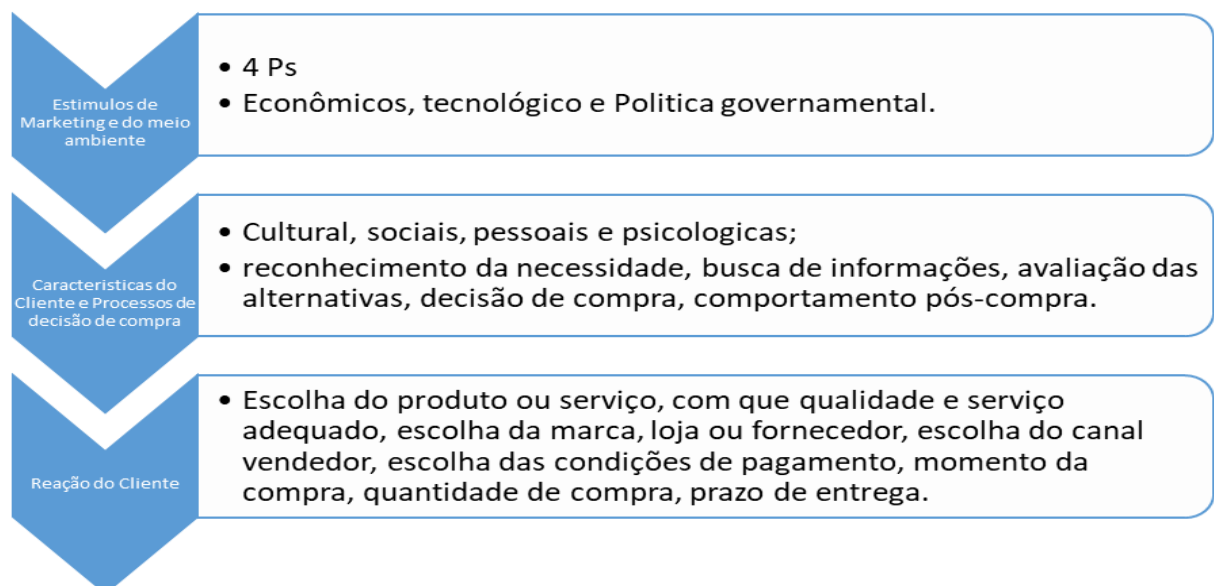 Estimulos de
Marketing e do meio
ambiente
• 4 Ps
• Econômicos, tecnológico e Politica governamental.
Caracteristicas do
Cliente e Processos de
decisão de compra
• Cultural, sociais, pessoais e psicologicas;
• reconhecimento da necessidade, busca de informações, avaliação das
alternativas, decisão de compra, comportamento pós-compra.
Reação do Cliente
• Escolha do produto ou serviço, com que qualidade e serviço
adequado, escolha da marca, loja ou fornecedor, escolha do canal
vendedor, escolha das condições de pagamento, momento da
compra, quantidade de compra, prazo de entrega.